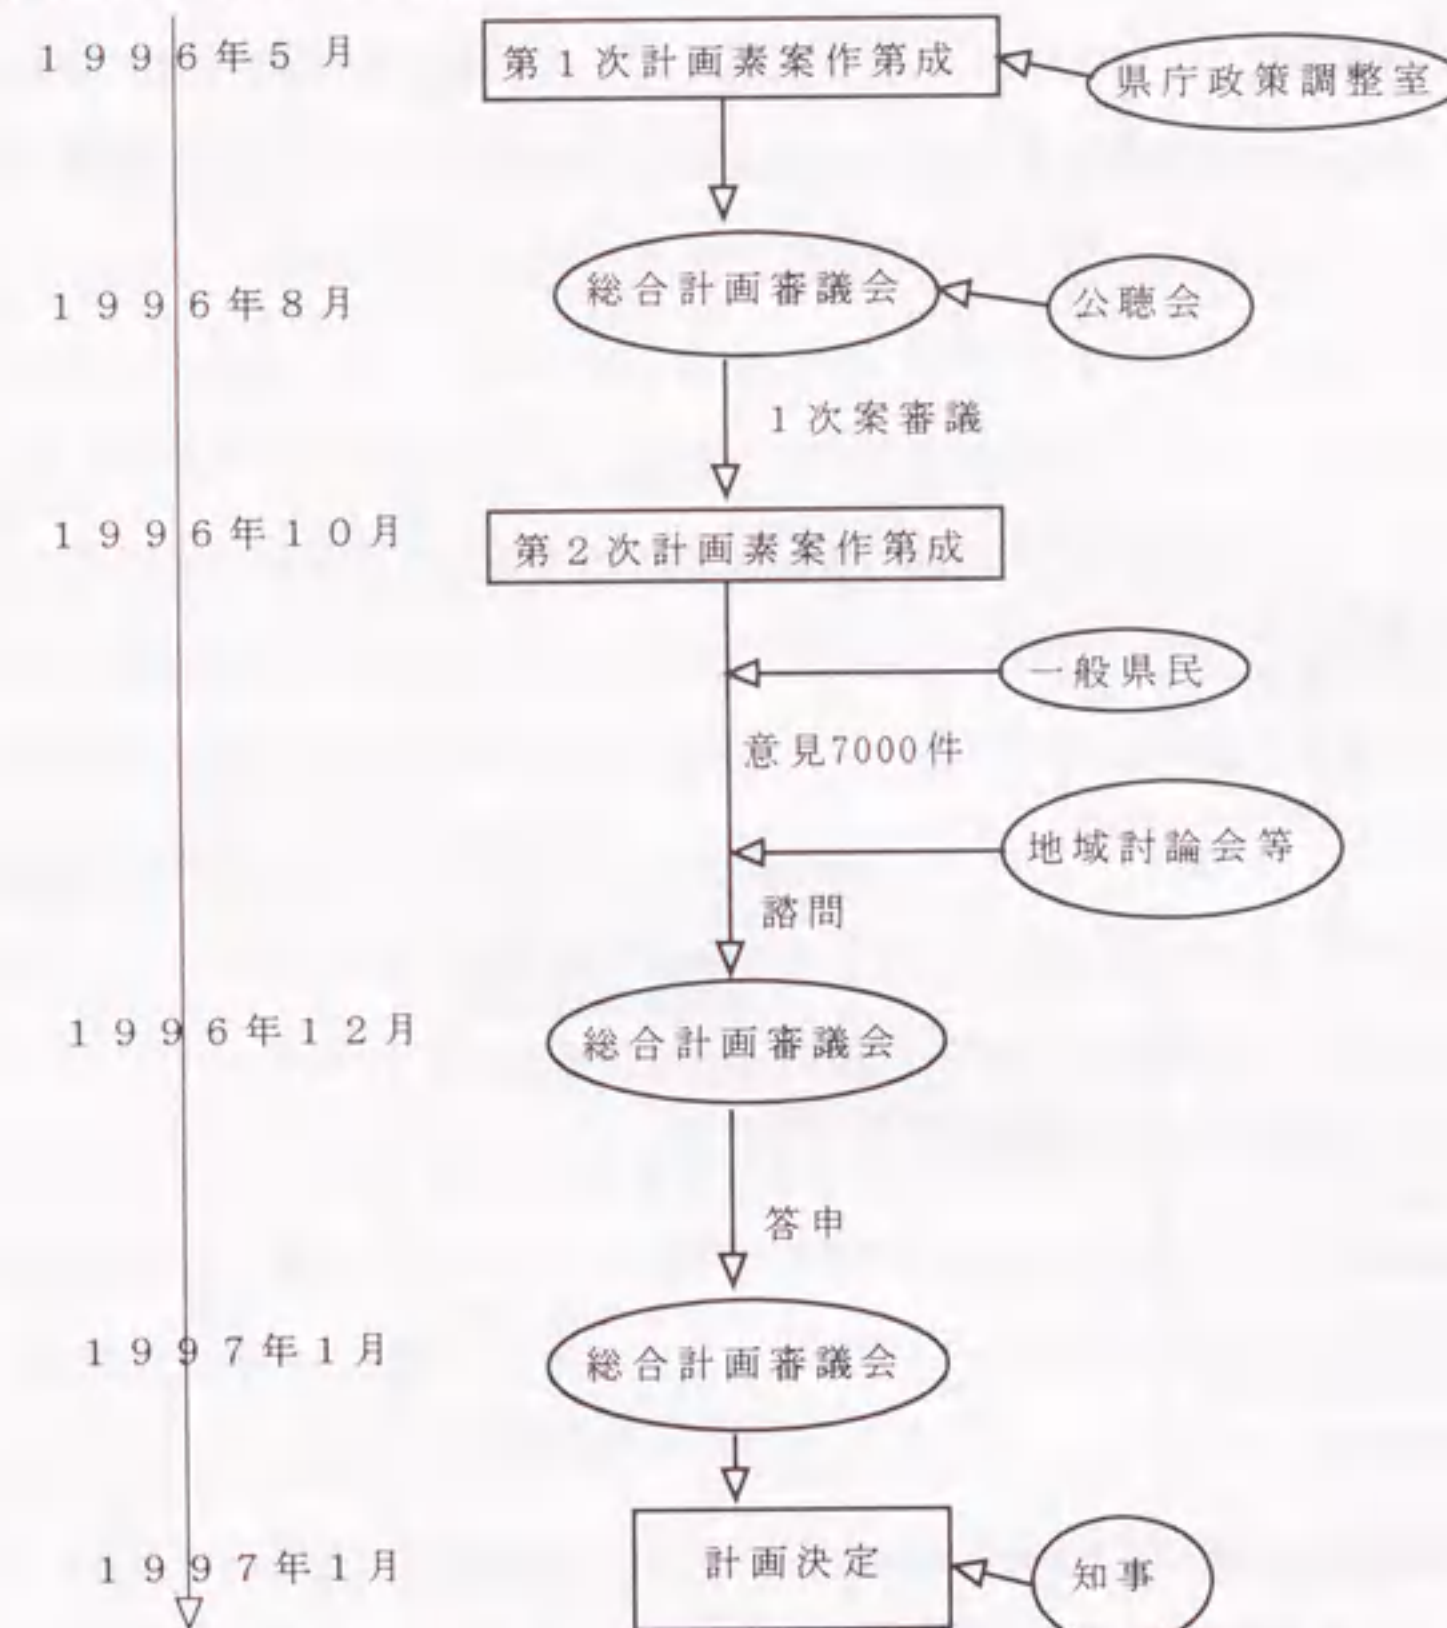 1996年5月
第1次計画素案作第成
県庁政策調整室
1996年8月
総合計画審議会
公聴会
1次案審議
1996年10月
第2次計画素案作第成
一般県民
意見7000件
地域討論会等
諮問
1996年12月
総合計画審議会
答申
1997年1月
総合計画審議会
1997年1月
計画決定
知事